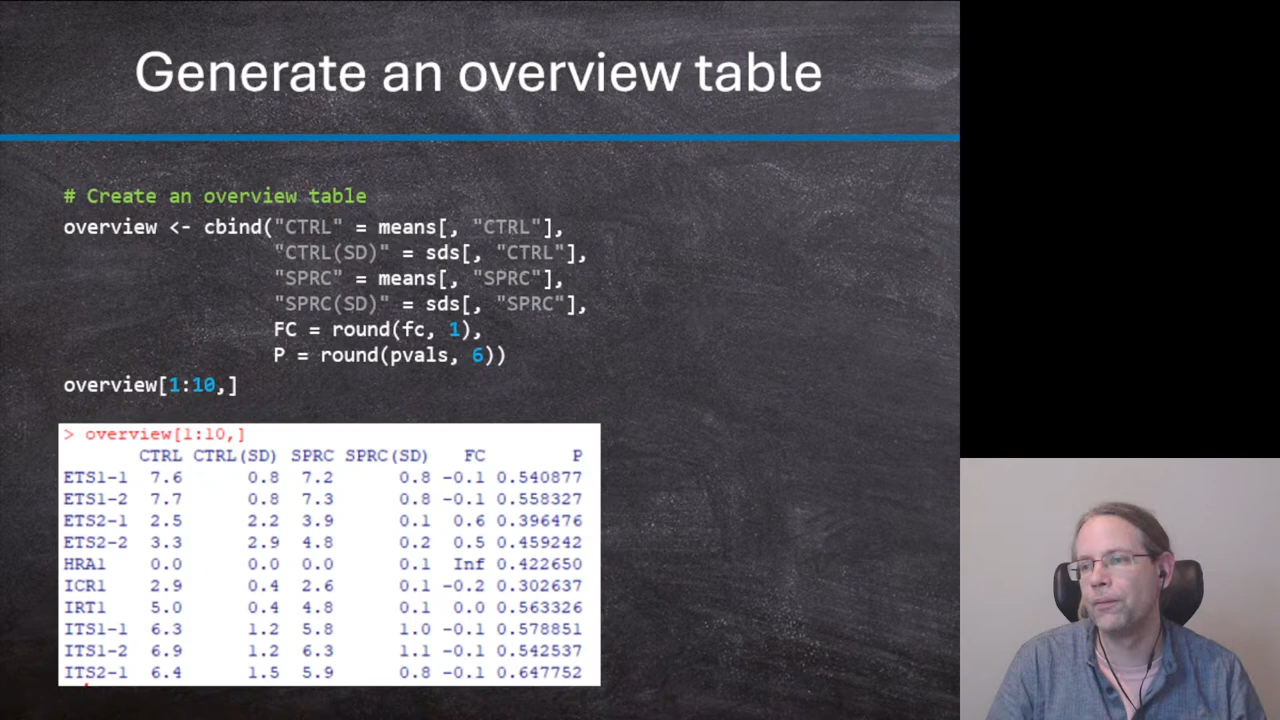 Generate an overview table
# Create an overview table
overview <- cbind("CTRL" = means[, "CTRL"],
"CTRL(SD)" = sds[, "CTRL"],
"SPRC" = means[, "SPRC"],
"SPRC(SD)" = sds[, "SPRC"],
FC = round(fc, 1),
P = round(pvals, 6))
overview[1:10,]
> overview[1:10,]
CTRL CTRL(SD) SPRC SPRC(SD) FC P
ETS1-1 7.6 0.8 7.2 0.8 -0.1 0.540877
ETS1-2 7.7 0.8 7.3 0.8 -0.1 0.558327
ETS2-1 2.5 2.2 3.9 0.1 0.6 0.396476
ETS2-2 3.3 2.9 4.8 0.2 0.5 0.459242
HRA1 0.0 0.0 0.0 0.1 Inf 0.422650
ICR1 2.9 0.4 2.6 0.1 -0.2 0.302637
IRT1 5.0 0.4 4.8 0.1 0.0 0.563326
ITS1-1 6.3 1.2 5.8 1.0 -0.1 0.578851
ITS1-2 6.9 1.2 6.3 1.1 -0.1 0.542537
ITS2-1 6.4 1.5 5.9 0.8 -0.1 0.647752